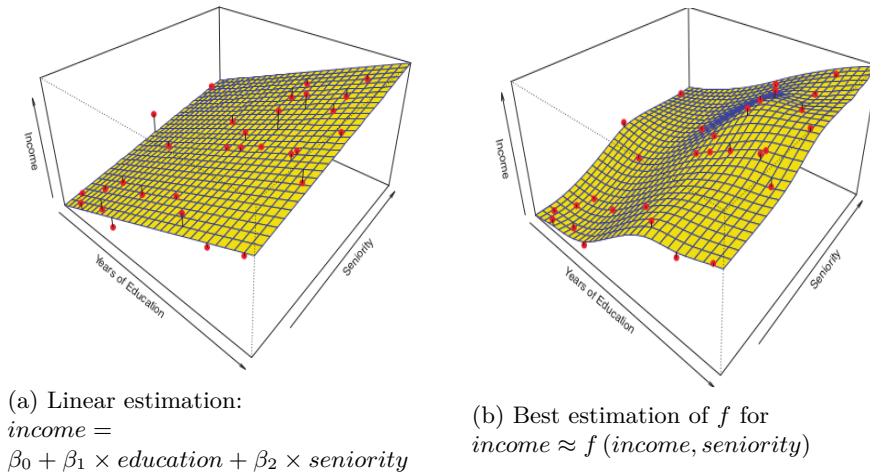 Income
Years of Education
Seniority
Income
Years of Education
Seniority
(a) Linear estimation:
income =
β₀ + β₁ × education + β₂ × seniority
(b) Best estimation of f for
income ≈ f (income, seniority)